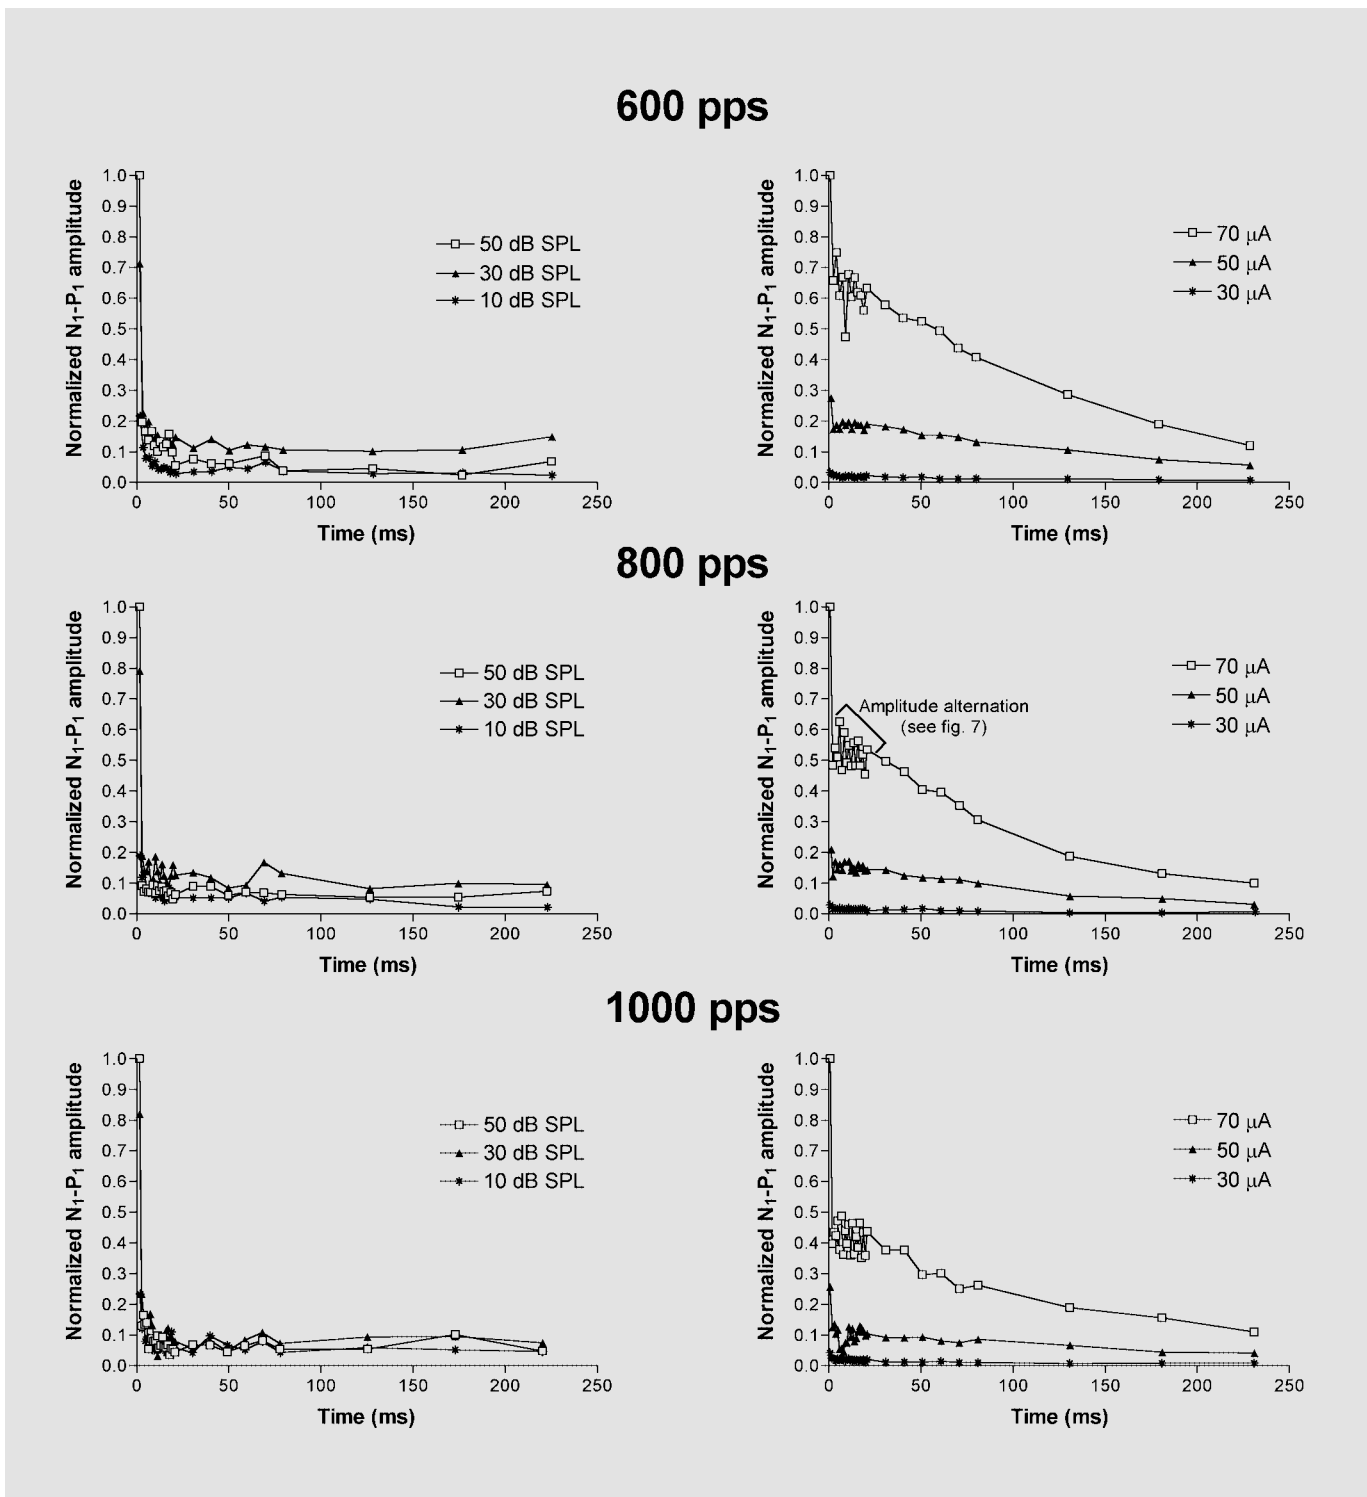 600 pps
Normalized N1-P1 amplitude
1.0
0.9
0.8
0.7
0.6
0.5
0.4
0.3
0.2
0.1
0.0
0 50 100 150 200 250
Time (ms)
50 dB SPL
30 dB SPL
10 dB SPL
Normalized N1-P1 amplitude
1.0
0.9
0.8
0.7
0.6
0.5
0.4
0.3
0.2
0.1
0.0
0 50 100 150 200 250
Time (ms)
70 µA
50 µA
30 µA
800 pps
Normalized N1-P1 amplitude
1.0
0.9
0.8
0.7
0.6
0.5
0.4
0.3
0.2
0.1
0.0
0 50 100 150 200 250
Time (ms)
50 dB SPL
30 dB SPL
10 dB SPL
Normalized N1-P1 amplitude
1.0
0.9
0.8
0.7
0.6
0.5
0.4
0.3
0.2
0.1
0.0
0 50 100 150 200 250
Time (ms)
70 µA
50 µA
30 µA
Amplitude alternation
(see fig. 7)
1000 pps
Normalized N1-P1 amplitude
1.0
0.9
0.8
0.7
0.6
0.5
0.4
0.3
0.2
0.1
0.0
0 50 100 150 200 250
Time (ms)
50 dB SPL
30 dB SPL
10 dB SPL
Normalized N1-P1 amplitude
1.0
0.9
0.8
0.7
0.6
0.5
0.4
0.3
0.2
0.1
0.0
0 50 100 150 200 250
Time (ms)
70 µA
50 µA
30 µA